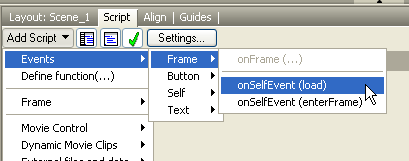 Layout: Scene_1 Script Align Guides
Add Script Settings...
Events Frame onFrame (...)
Define function(...) Button onSelfEvent (load)
Self onSelfEvent (enterFrame)
Frame Text
Movie Control
Dynamic Movie Clips
External files and data